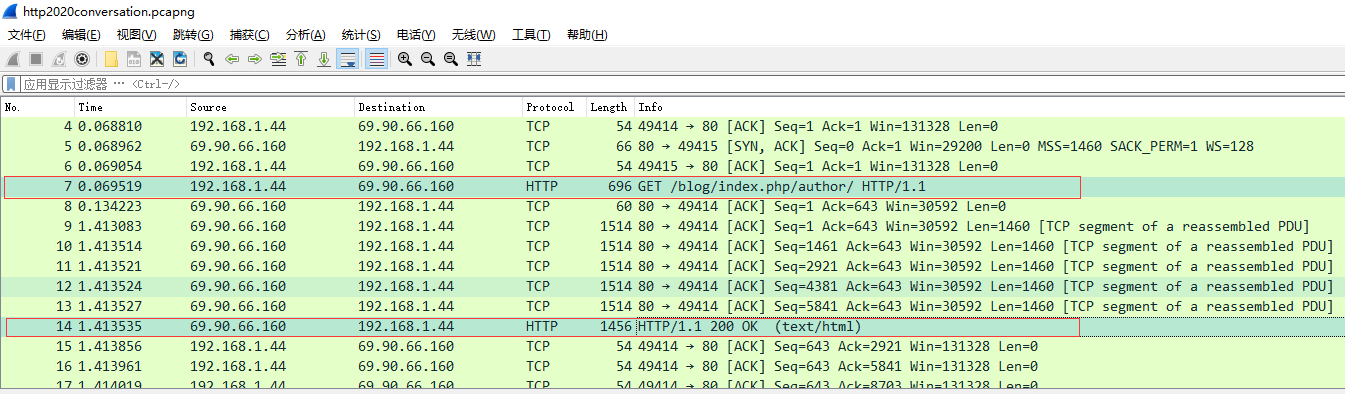 http2020conversation.pcapng
文件(F) 编辑(E) 视图(V) 跳转(G) 捕获(C) 分析(A) 统计(S) 电话(Y) 无线(W) 工具(T) 帮助(H)
应用显示过滤器 … <Ctrl-/>
No. Time Source Destination Protocol Length Info
4 0.068810 192.168.1.44 69.90.66.160 TCP 54 49414 → 80 [ACK] Seq=1 Ack=1 Win=131328 Len=0
5 0.068962 69.90.66.160 192.168.1.44 TCP 66 80 → 49415 [SYN, ACK] Seq=0 Ack=1 Win=29200 Len=0 MSS=1460 SACK_PERM=1 WS=128
6 0.069054 192.168.1.44 69.90.66.160 TCP 54 49415 → 80 [ACK] Seq=1 Ack=1 Win=131328 Len=0
7 0.069519 192.168.1.44 69.90.66.160 HTTP 696 GET /blog/index.php/author/ HTTP/1.1
8 0.134223 69.90.66.160 192.168.1.44 TCP 60 80 → 49414 [ACK] Seq=1 Ack=643 Win=30592 Len=0
9 1.413083 69.90.66.160 192.168.1.44 TCP 1514 80 → 49414 [ACK] Seq=1 Ack=643 Win=30592 Len=1460 [TCP segment of a reassembled PDU]
10 1.413514 69.90.66.160 192.168.1.44 TCP 1514 80 → 49414 [ACK] Seq=1461 Ack=643 Win=30592 Len=1460 [TCP segment of a reassembled PDU]
11 1.413521 69.90.66.160 192.168.1.44 TCP 1514 80 → 49414 [ACK] Seq=2921 Ack=643 Win=30592 Len=1460 [TCP segment of a reassembled PDU]
12 1.413524 69.90.66.160 192.168.1.44 TCP 1514 80 → 49414 [ACK] Seq=4381 Ack=643 Win=30592 Len=1460 [TCP segment of a reassembled PDU]
13 1.413527 69.90.66.160 192.168.1.44 TCP 1514 80 → 49414 [ACK] Seq=5841 Ack=643 Win=30592 Len=1460 [TCP segment of a reassembled PDU]
14 1.413535 69.90.66.160 192.168.1.44 HTTP 1456 HTTP/1.1 200 OK (text/html)
15 1.413856 192.168.1.44 69.90.66.160 TCP 54 49414 → 80 [ACK] Seq=643 Ack=2921 Win=131328 Len=0
16 1.413961 192.168.1.44 69.90.66.160 TCP 54 49414 → 80 [ACK] Seq=643 Ack=5841 Win=131328 Len=0
17 1.414019 192.168.1.44 69.90.66.160 TCP 54 49414 → 80 [ACK] Seq=643 Ack=8703 Win=131328 Len=0